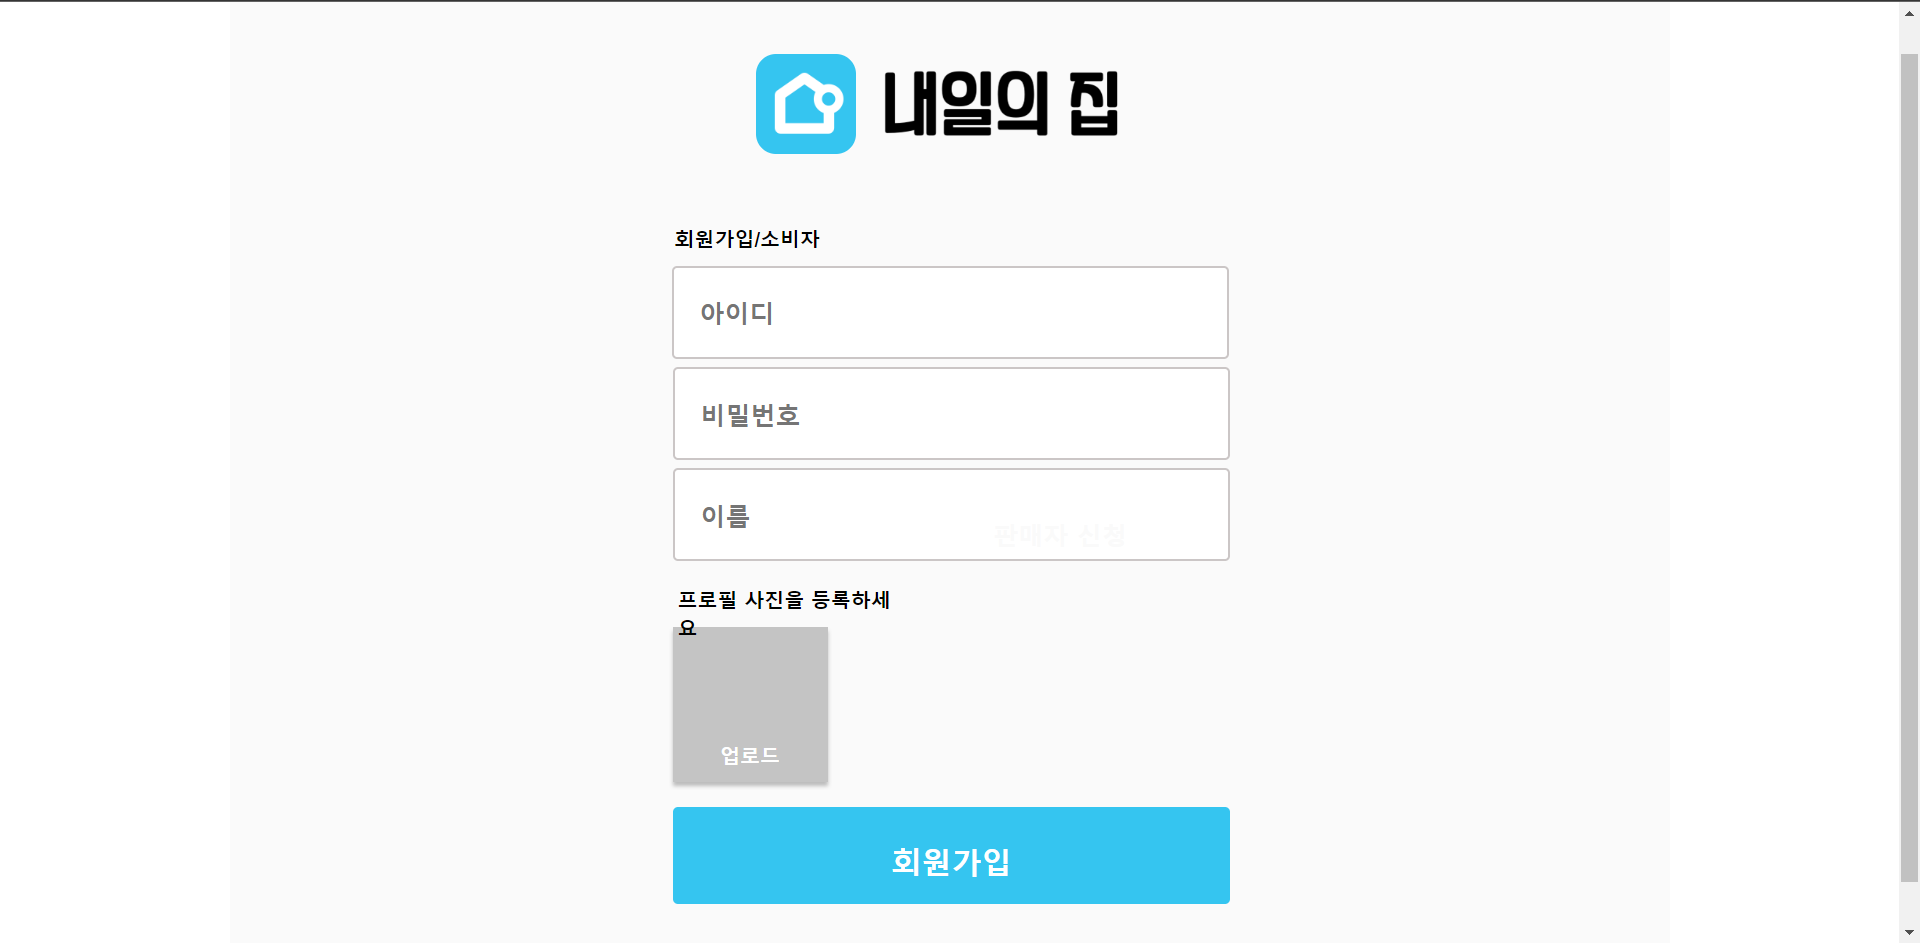 내일의 집
회원가입/소비자
아이디
비밀번호
이름
판매자 신청
프로필 사진을 등록하세
요
업로드
회원가입